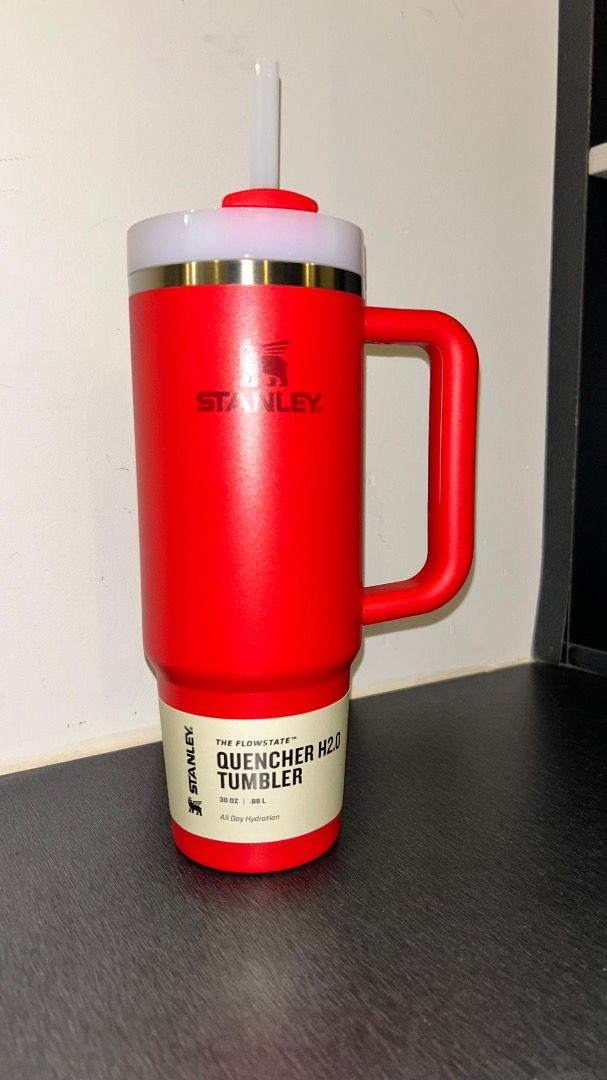 STANLEY.
STANLEY.
THE FLOWSTATE™
QUENCHER H2.0
TUMBLER
30 OZ | .88 L
All Day Hydration